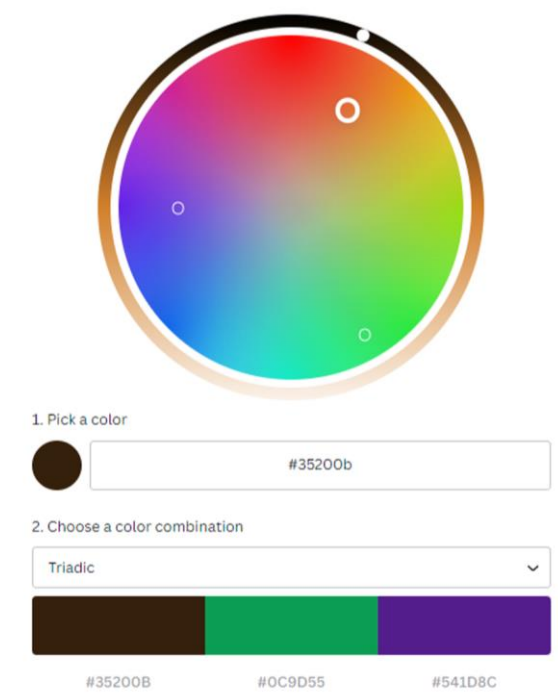 1. Pick a color
#35200b
2. Choose a color combination
Triadic
#35200B #0C9D55 #541D8C